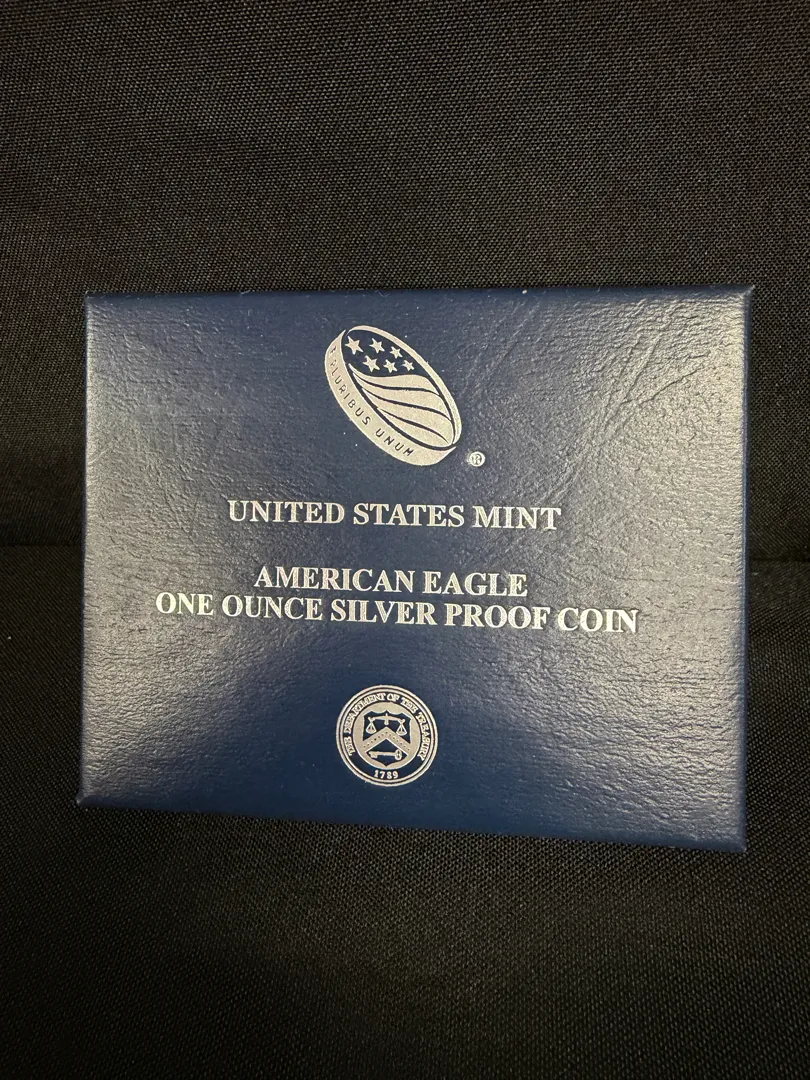 E PLURIBUS UNUM
®
UNITED STATES MINT
AMERICAN EAGLE
ONE OUNCE SILVER PROOF COIN
THE DEPARTMENT OF THE TREASURY
1789